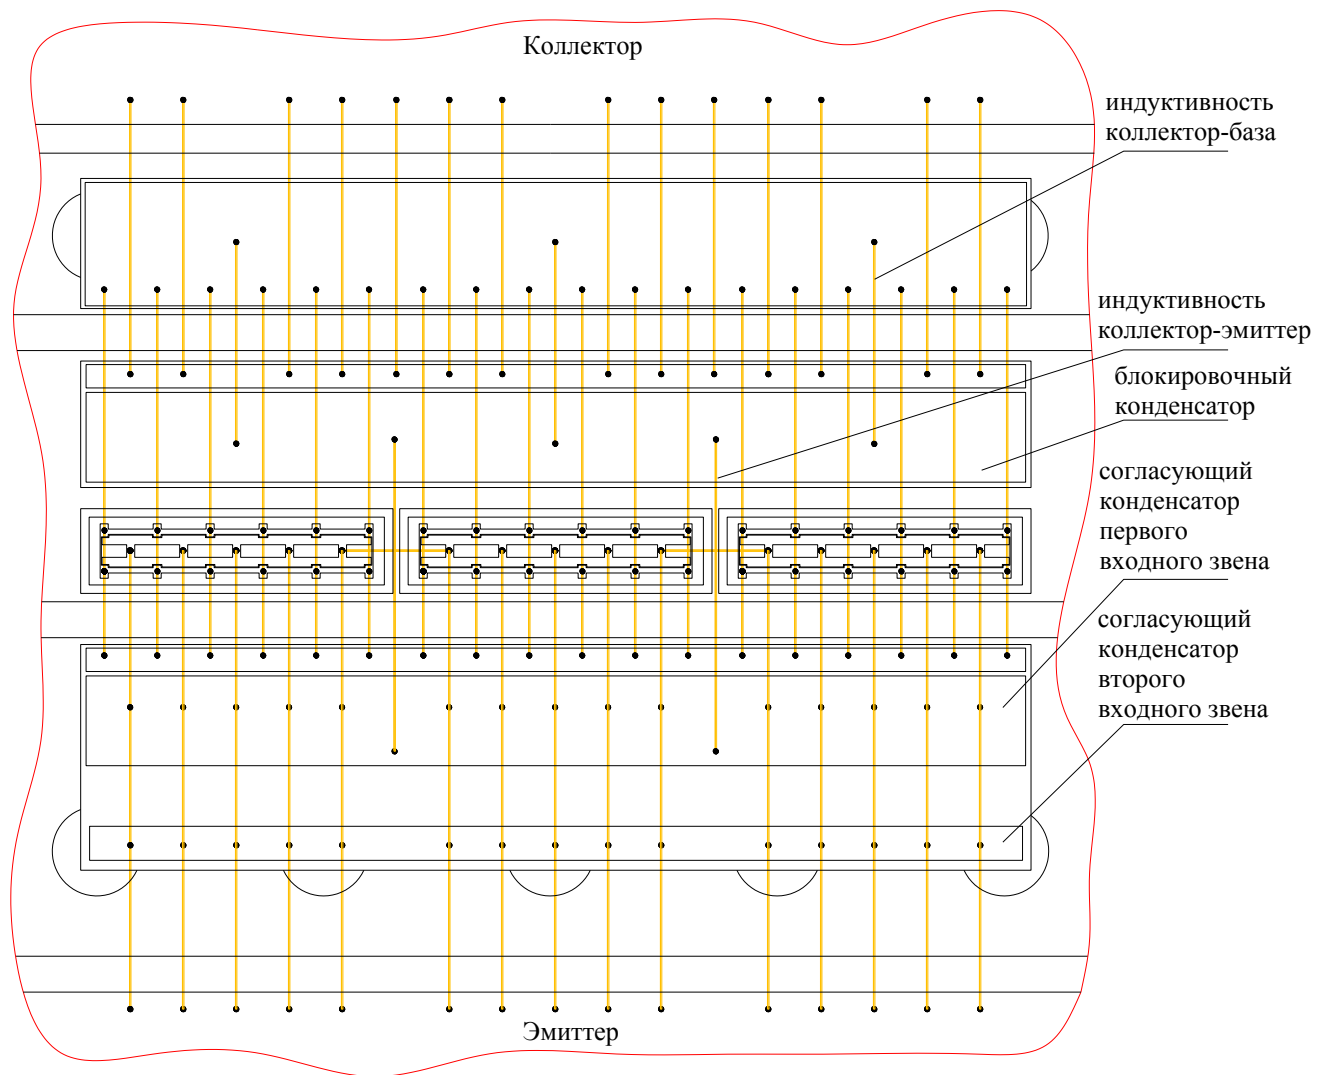 Коллектор
индуктивность
коллектор-база
индуктивность
коллектор-эмиттер
блокировочный
конденсатор
согласующий
конденсатор
первого
входного звена
согласующий
конденсатор
второго
входного звена
Эмиттер